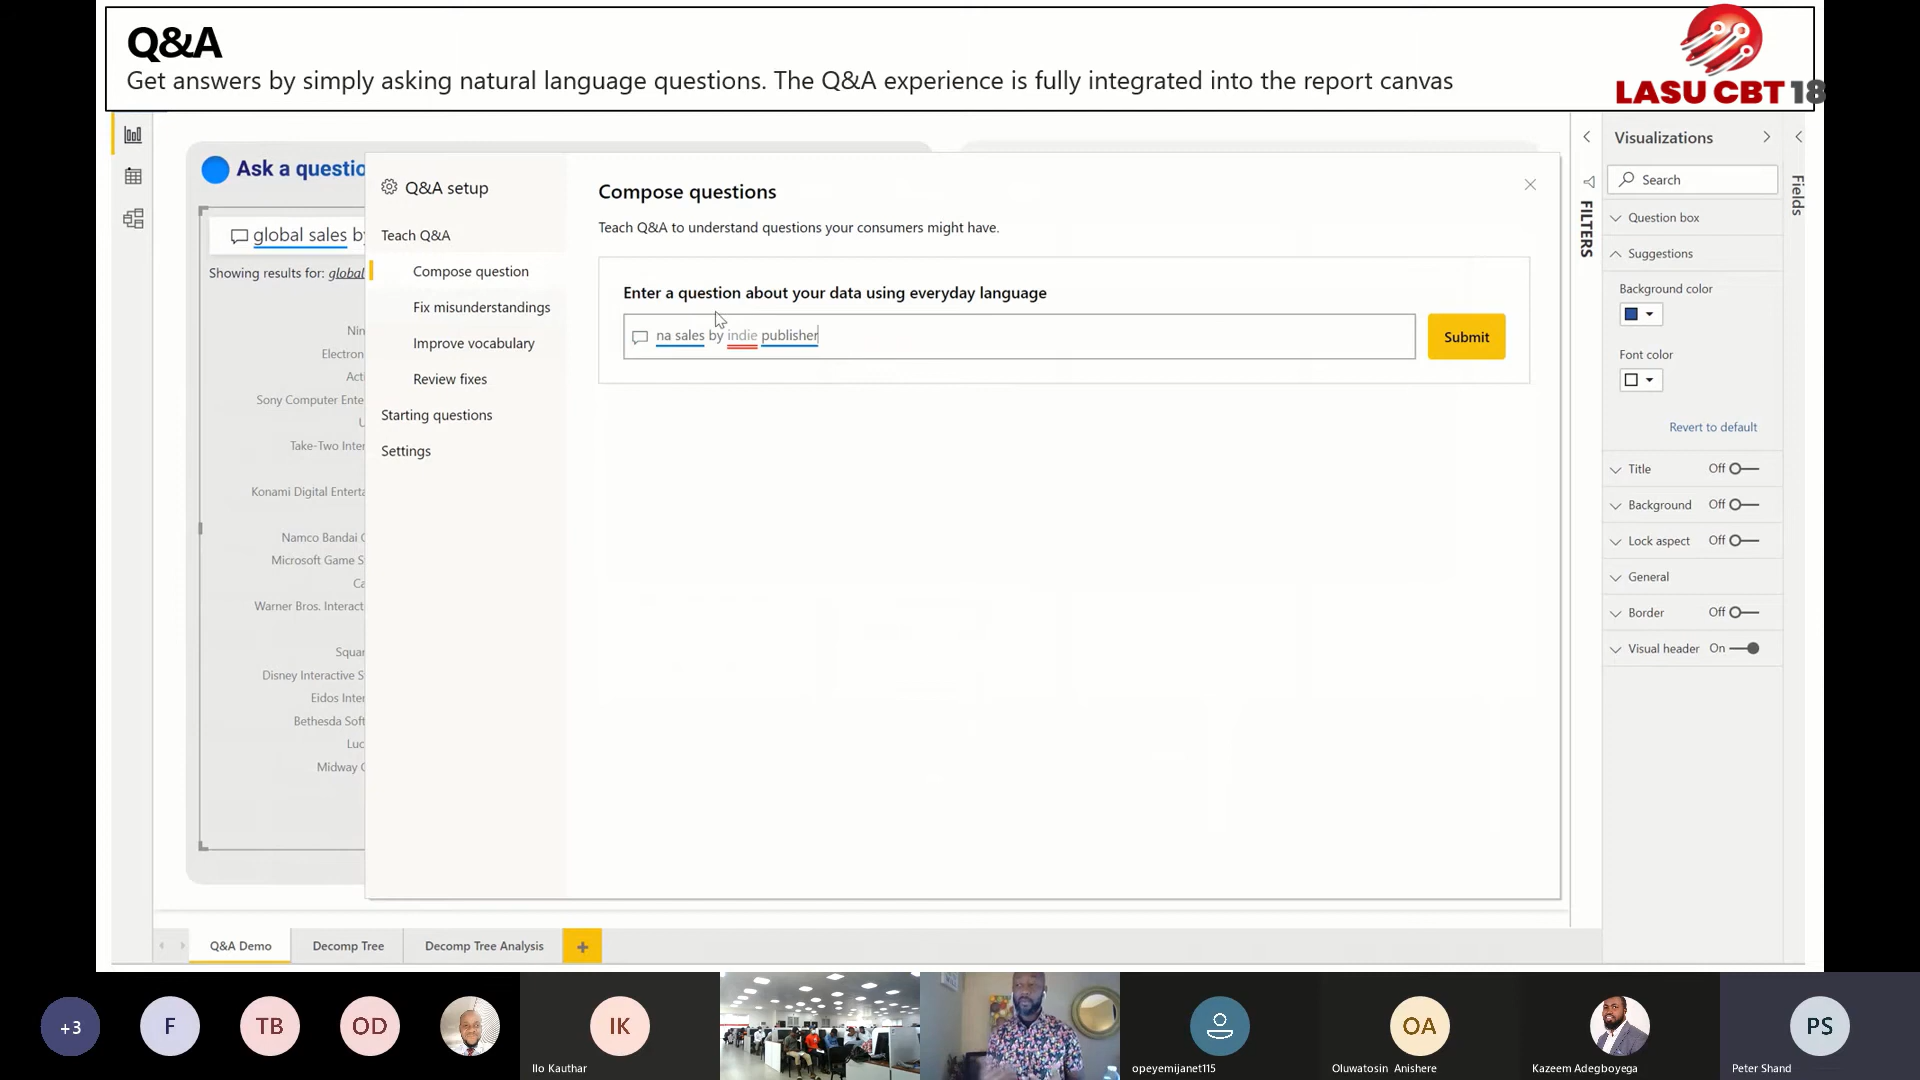 Q&A
Get answers by simply asking natural language questions. The Q&A experience is fully integrated into the report canvas
LASU CBT 18
Ask a questio
global sales by
Showing results for: global
Nin
Electron
Acti
Sony Computer Ente
U
Take-Two Inter
Konami Digital Enterta
Namco Bandai G
Microsoft Game S
Ca
Warner Bros. Interact
Squar
Disney Interactive S
Eidos Inter
Bethesda Soft
Luc
Midway G
Q&A setup
Teach Q&A
Compose question
Fix misunderstandings
Improve vocabulary
Review fixes
Starting questions
Settings
Compose questions
Teach Q&A to understand questions your consumers might have.
Enter a question about your data using everyday language
na sales by indie publisher
Submit
FILTERS
Visualizations
Search
Question box
Suggestions
Background color
Font color
Revert to default
Title Off
Background Off
Lock aspect Off
General
Border Off
Visual header On
Fields
Q&A Demo
Decomp Tree
Decomp Tree Analysis
+
+3
F
TB
OD
IK
Ilo Kauthar
opeyemijanet115
OA
Oluwatosin Anishere
Kazeem Adegboyega
PS
Peter Shand